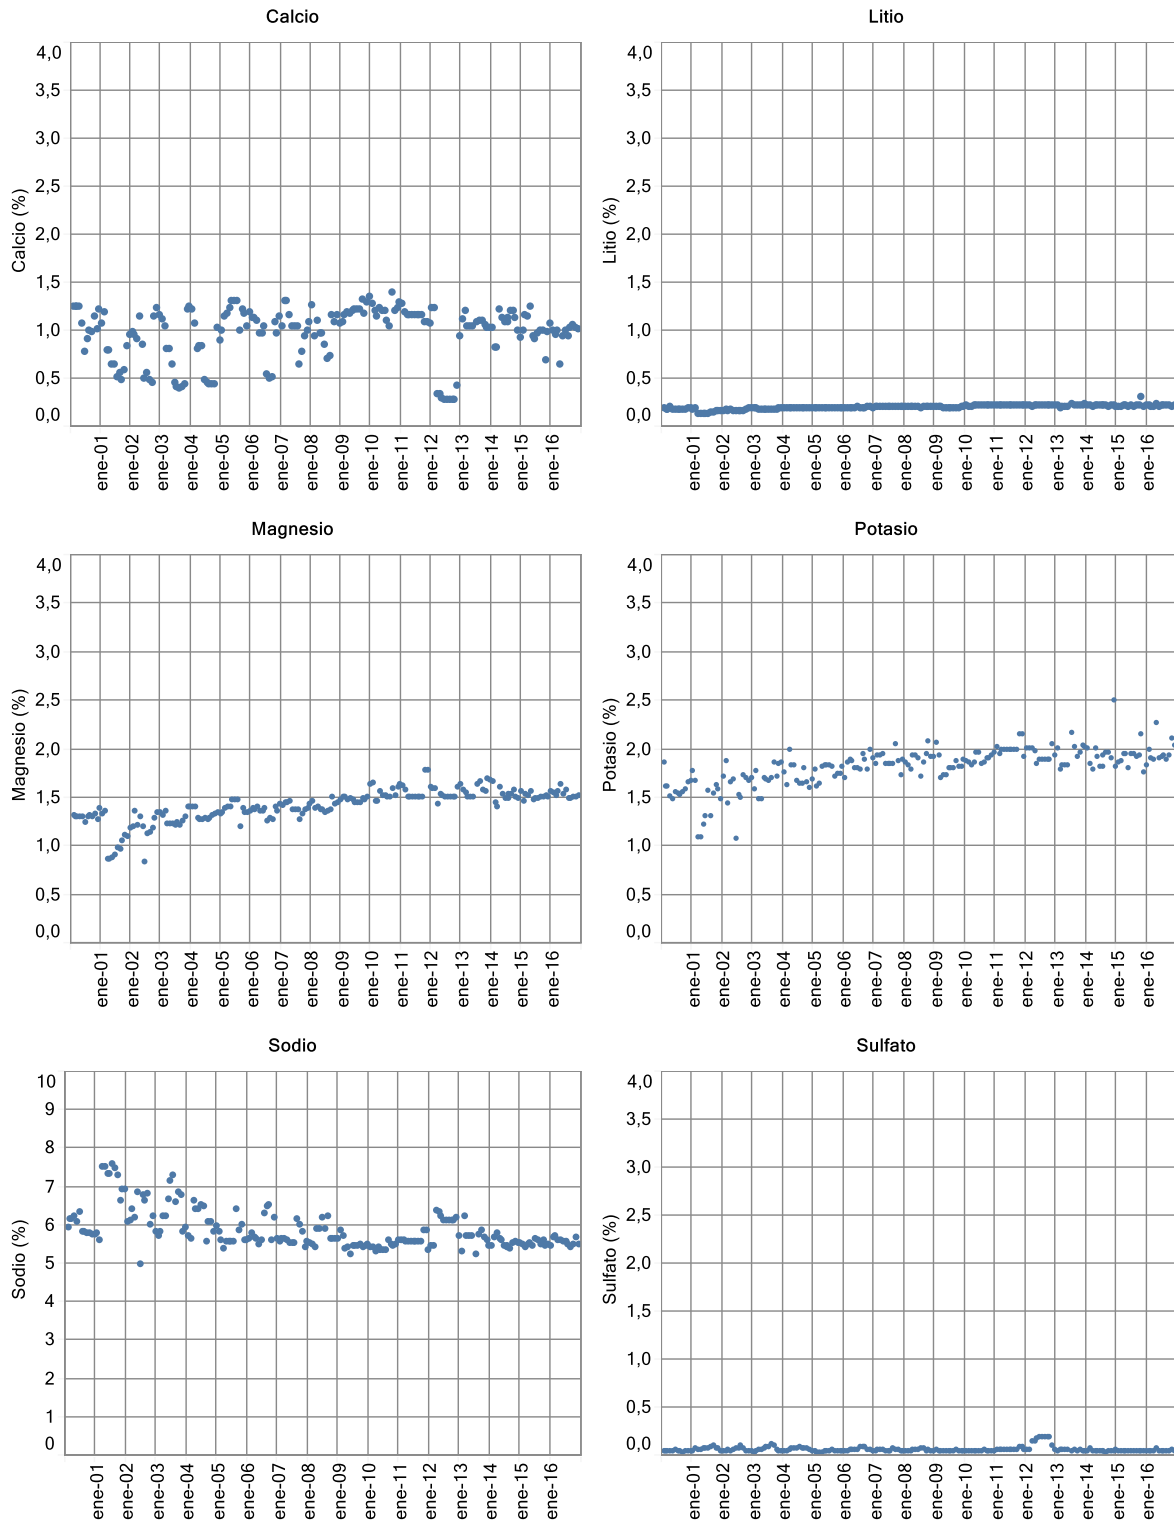 Calcio
Calcio (%)
4,0
3,5
3,0
2,5
2,0
1,5
1,0
0,5
0,0
ene-01
ene-02
ene-03
ene-04
ene-05
ene-06
ene-07
ene-08
ene-09
ene-10
ene-11
ene-12
ene-13
ene-14
ene-15
ene-16
Litio
Litio (%)
4,0
3,5
3,0
2,5
2,0
1,5
1,0
0,5
0,0
ene-01
ene-02
ene-03
ene-04
ene-05
ene-06
ene-07
ene-08
ene-09
ene-10
ene-11
ene-12
ene-13
ene-14
ene-15
ene-16
Magnesio
Magnesio (%)
4,0
3,5
3,0
2,5
2,0
1,5
1,0
0,5
0,0
ene-01
ene-02
ene-03
ene-04
ene-05
ene-06
ene-07
ene-08
ene-09
ene-10
ene-11
ene-12
ene-13
ene-14
ene-15
ene-16
Potasio
Potasio (%)
4,0
3,5
3,0
2,5
2,0
1,5
1,0
0,5
0,0
ene-01
ene-02
ene-03
ene-04
ene-05
ene-06
ene-07
ene-08
ene-09
ene-10
ene-11
ene-12
ene-13
ene-14
ene-15
ene-16
Sodio
Sodio (%)
10
9
8
7
6
5
4
3
2
1
0
ene-01
ene-02
ene-03
ene-04
ene-05
ene-06
ene-07
ene-08
ene-09
ene-10
ene-11
ene-12
ene-13
ene-14
ene-15
ene-16
Sulfato
Sulfato (%)
4,0
3,5
3,0
2,5
2,0
1,5
1,0
0,5
0,0
ene-01
ene-02
ene-03
ene-04
ene-05
ene-06
ene-07
ene-08
ene-09
ene-10
ene-11
ene-12
ene-13
ene-14
ene-15
ene-16